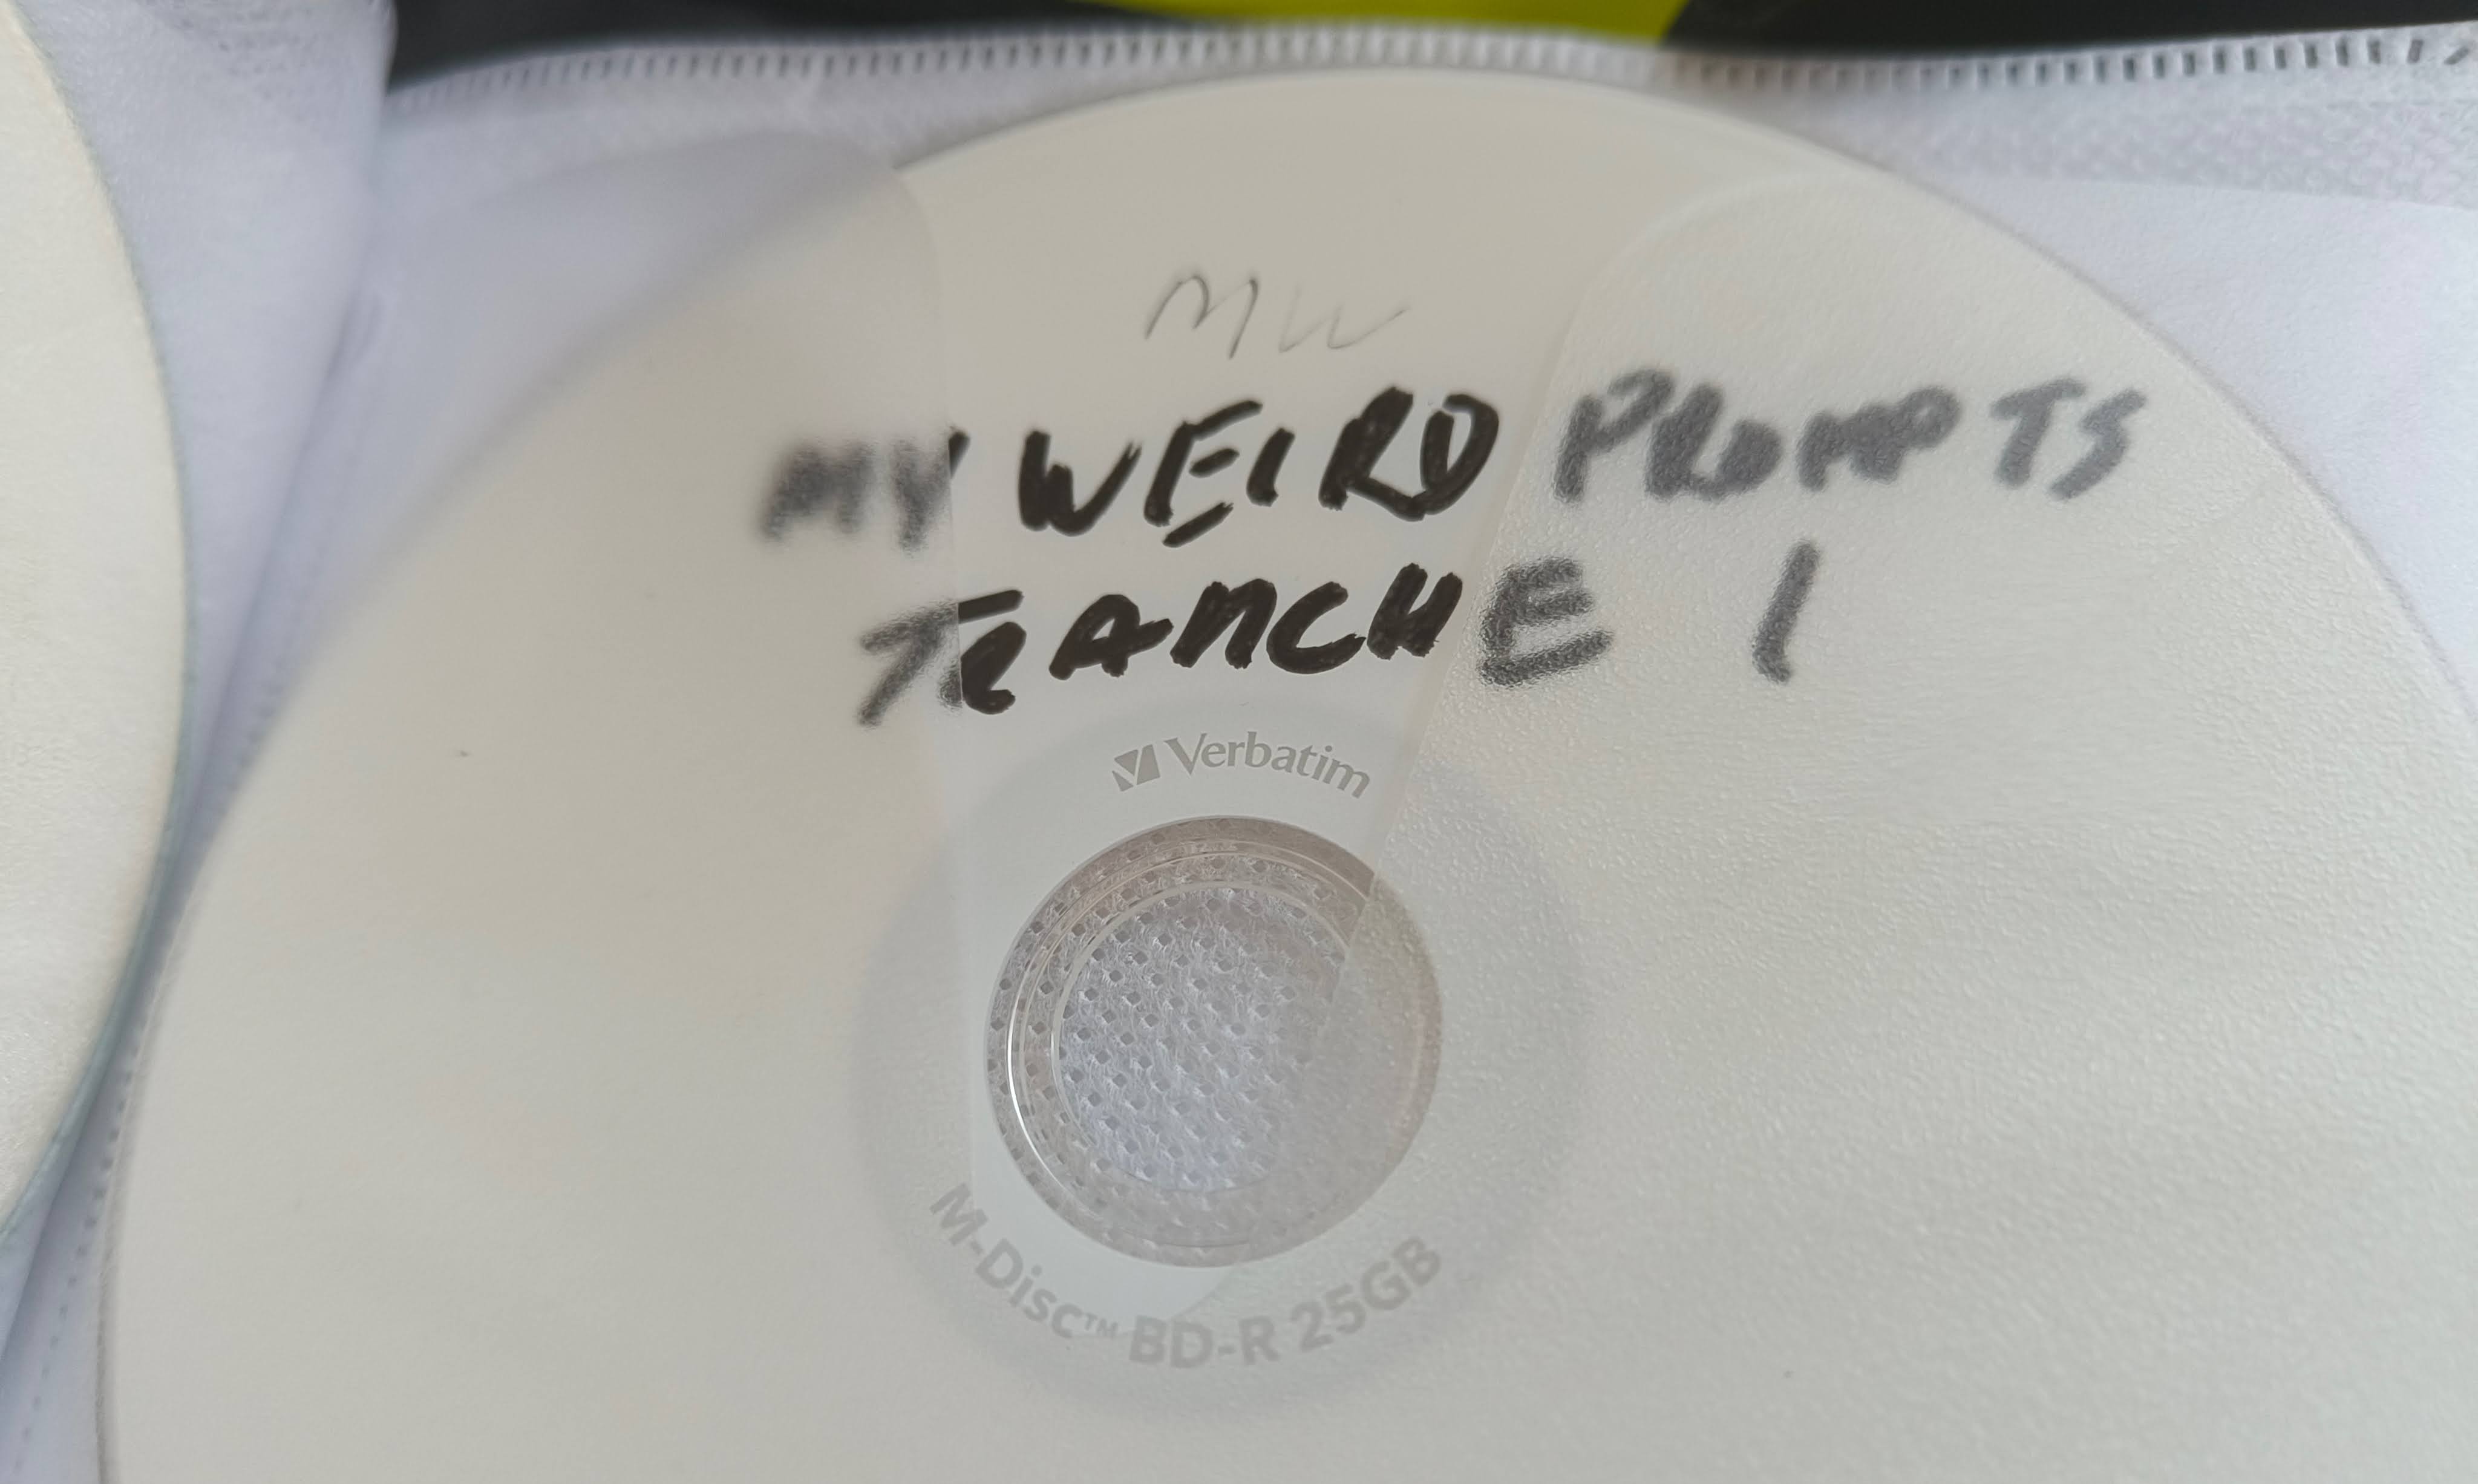 MW
MY WEIRD PROMPTS
TRANCHE 1
Verbatim
M-Disc™ BD-R 25GB